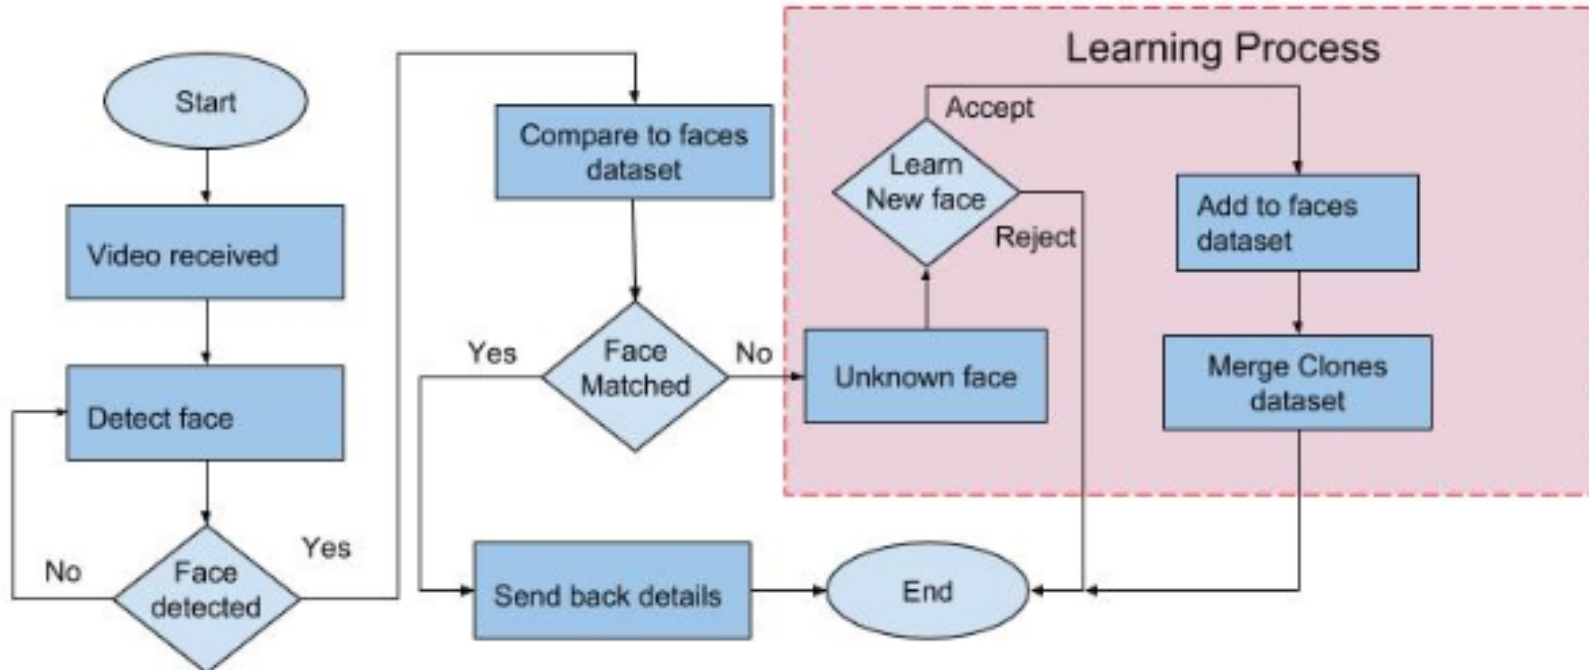 Start
Video received
Detect face
No
Face
detected
Yes
Compare to faces
dataset
Yes
Face
Matched
No
Send back details
End
Learning Process
Accept
Learn
New face
Reject
Unknown face
Add to faces
dataset
Merge Clones
dataset